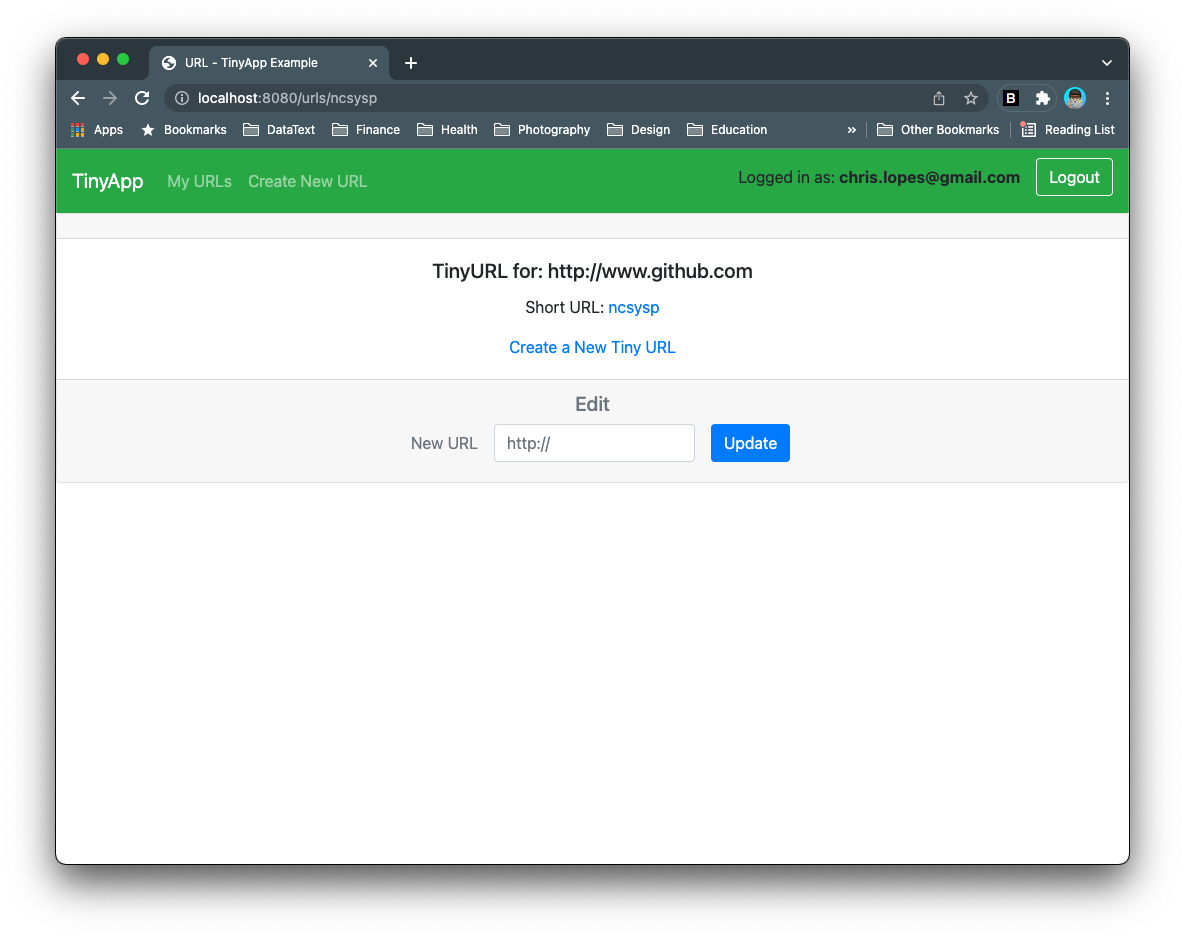 URL - TinyApp Example
localhost:8080/urls/ncsysp
B
Apps Bookmarks DataText Finance Health Photography Design Education » Other Bookmarks Reading List
TinyApp My URLs Create New URL Logged in as: chris.lopes@gmail.com Logout
TinyURL for: http://www.github.com
Short URL: ncsysp
Create a New Tiny URL
Edit
New URL http:// Update